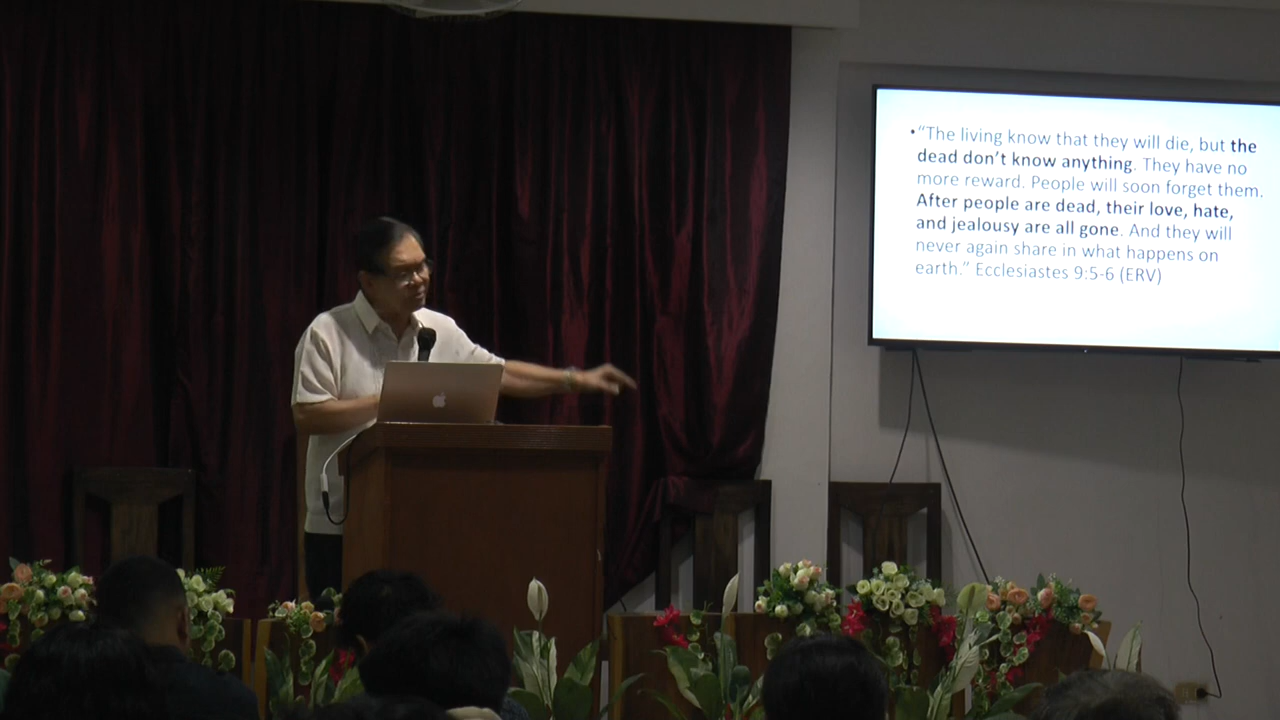 •“The living know that they will die, but the
dead don’t know anything. They have no
more reward. People will soon forget them.
After people are dead, their love, hate,
and jealousy are all gone. And they will
never again share in what happens on
earth.” Ecclesiastes 9:5-6 (ERV)